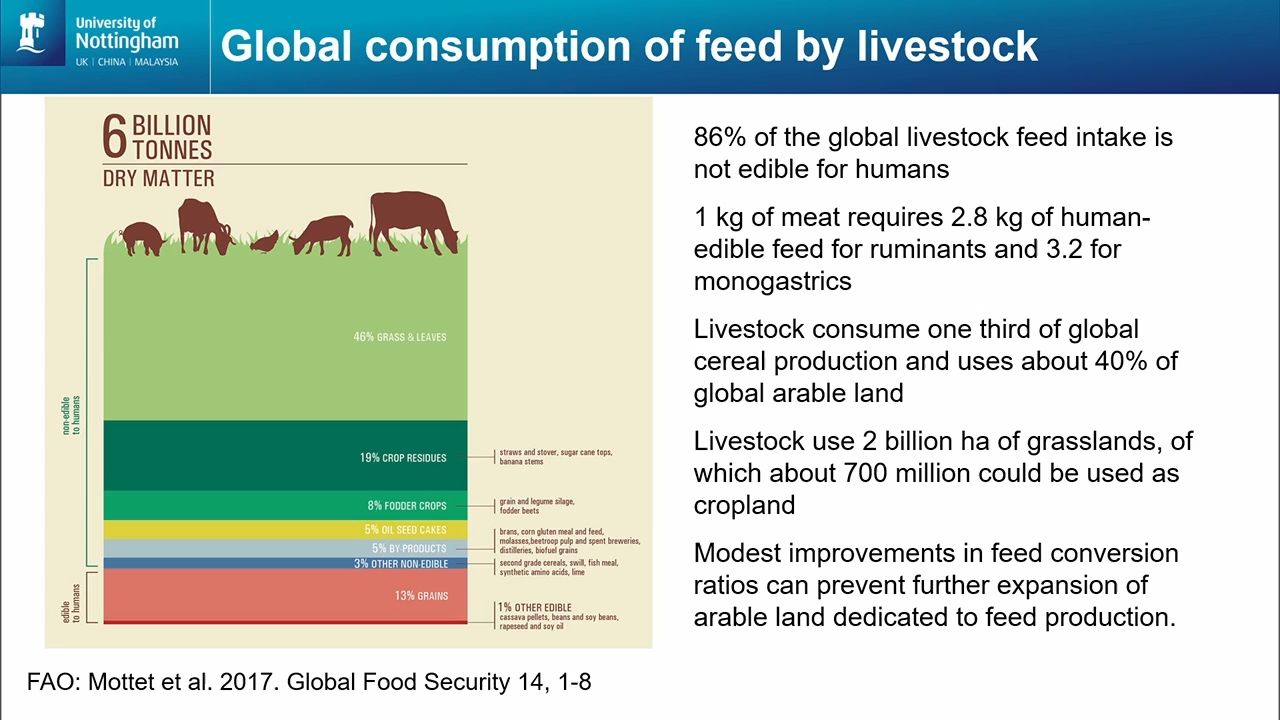 University of
Nottingham
UK | CHINA | MALAYSIA
Global consumption of feed by livestock
6 BILLION
TONNES
DRY MATTER
non-edible
to humans
46% GRASS & LEAVES
19% CROP RESIDUES
straws and stover, sugar cane tops,
banana stems
8% FODDER CROPS
grain and legume silage,
fodder beets
5% OIL SEED CAKES
5% BY-PRODUCTS
brans, corn gluten meal and feed,
molasses,beetroop pulp and spent breweries,
distilleries, biofuel grains
3% OTHER NON-EDIBLE
second grade cereals, swill, fish meal,
synthetic amino acids, lime
edible
to humans
13% GRAINS
1% OTHER EDIBLE
cassava pellets, beans and soy beans,
rapeseed and soy oil
86% of the global livestock feed intake is
not edible for humans
1 kg of meat requires 2.8 kg of human-
edible feed for ruminants and 3.2 for
monogastrics
Livestock consume one third of global
cereal production and uses about 40% of
global arable land
Livestock use 2 billion ha of grasslands, of
which about 700 million could be used as
cropland
Modest improvements in feed conversion
ratios can prevent further expansion of
arable land dedicated to feed production.
FAO: Mottet et al. 2017. Global Food Security 14, 1-8